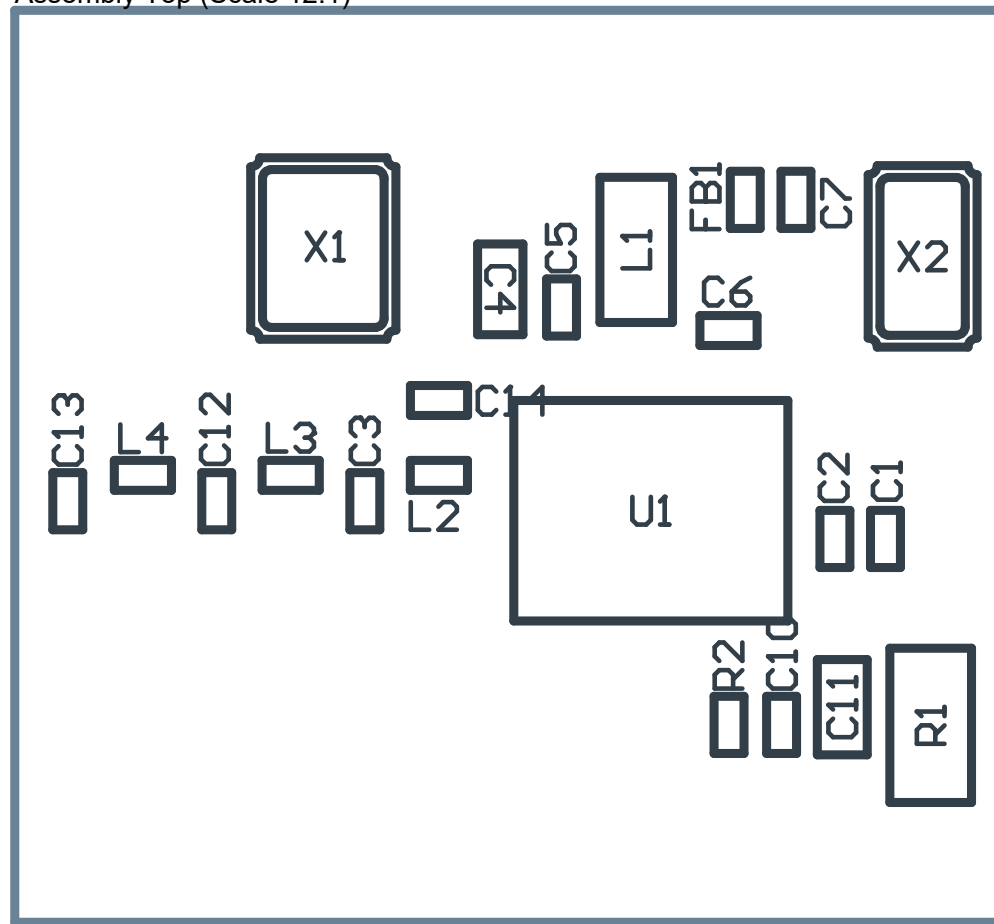 Assembly Top (Scale 12:1)
FB1
C7
X1
C5
L1
X2
C4
C6
C13
L4
C12
L3
C3
C14
L2
U1
C2
C1
R2
C10
C11
R1